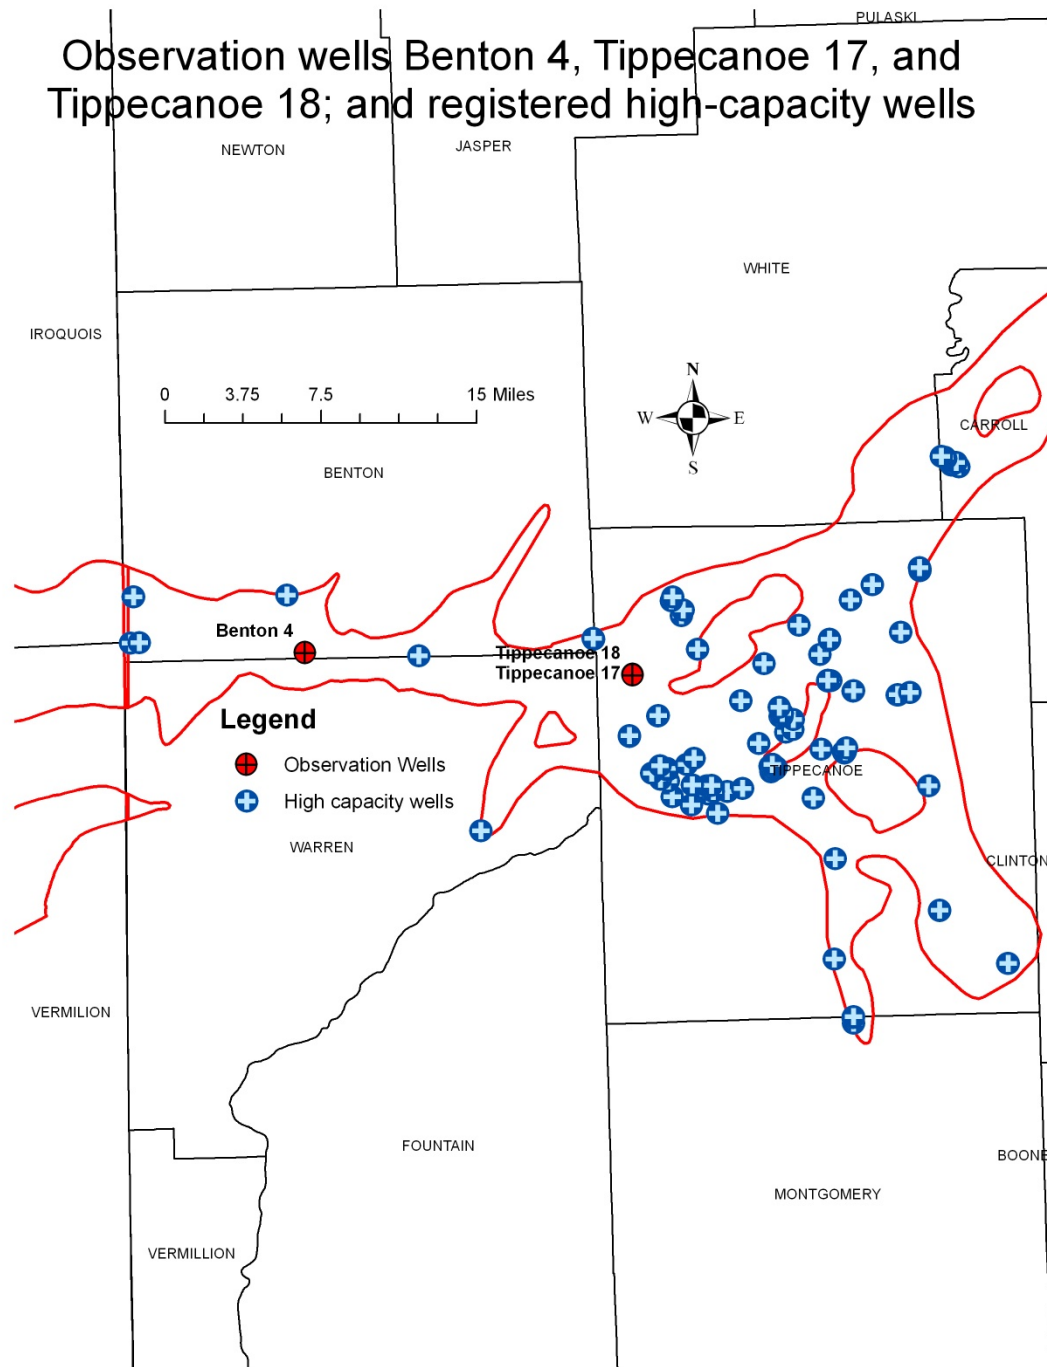 PULASKI
Observation wells Benton 4, Tippecanoe 17, and
Tippecanoe 18; and registered high-capacity wells
NEWTON
JASPER
WHITE
IROQUOIS
N
0 3.75 7.5 15 Miles
W E
CARROLL
S
BENTON
Benton 4
Tippecanoe 18
Tippecanoe 17
Legend
Observation Wells
TIPPECANOE
High capacity wells
WARREN
CLINTON
VERMILION
FOUNTAIN
BOONE
MONTGOMERY
VERMILLION